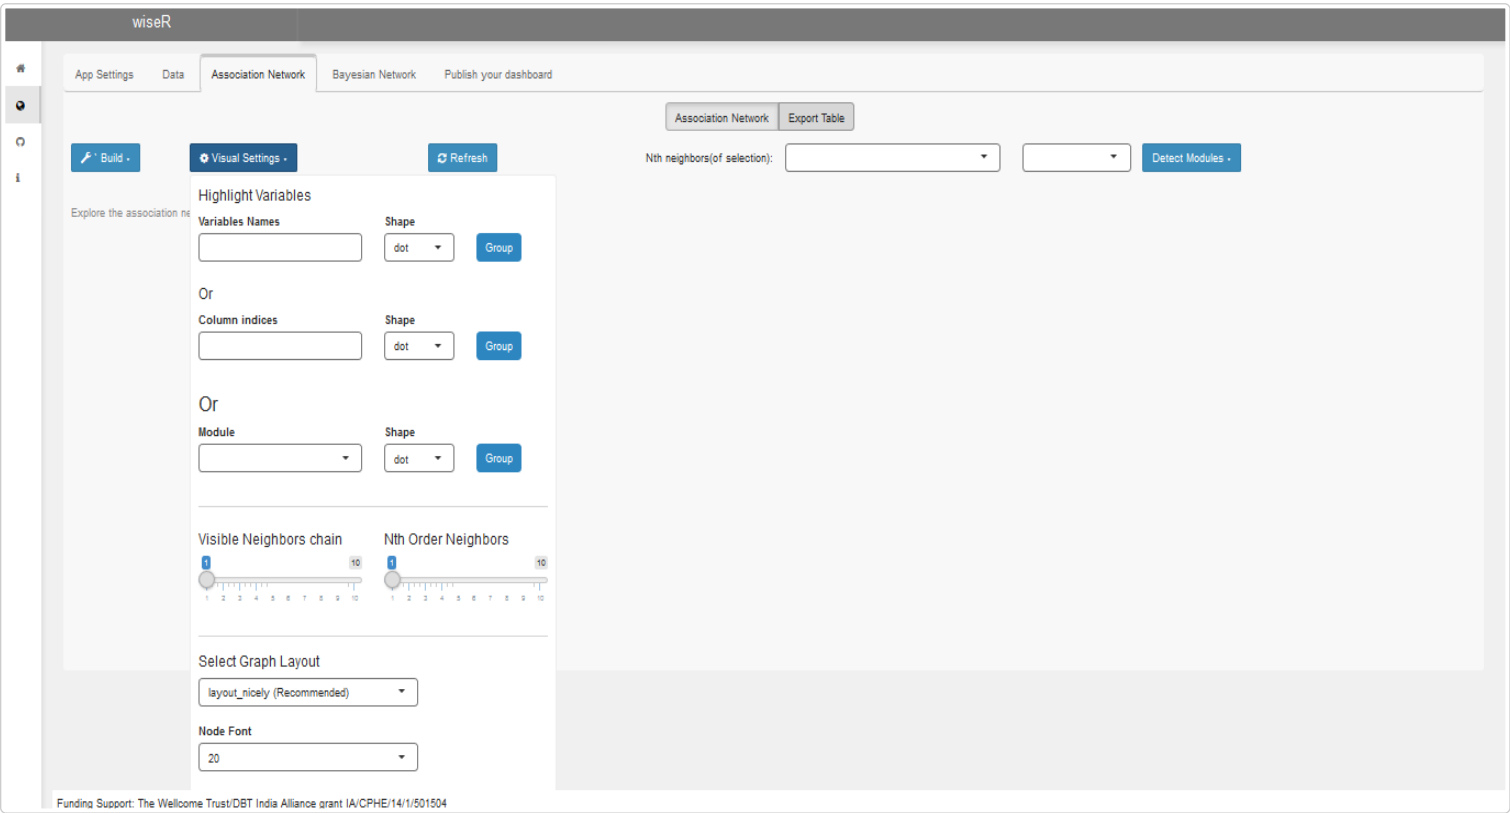 wiseR
App Settings Data Association Network Bayesian Network Publish your dashboard
Association Network Export Table
Build Visual Settings Refresh Nth neighbors(of selection): Detect Modules
Explore the association ne
Highlight Variables
Variables Names Shape
dot Group
Or
Column indices Shape
dot Group
Or
Module Shape
dot Group
Visible Neighbors chain Nth Order Neighbors
1 10 1 10
1 2 3 4 5 6 7 8 9 10 1 2 3 4 5 6 7 8 9 10
Select Graph Layout
layout_nicely (Recommended)
Node Font
20
Funding Support: The Wellcome Trust/DBT India Alliance grant IA/CPHE/14/1/501504